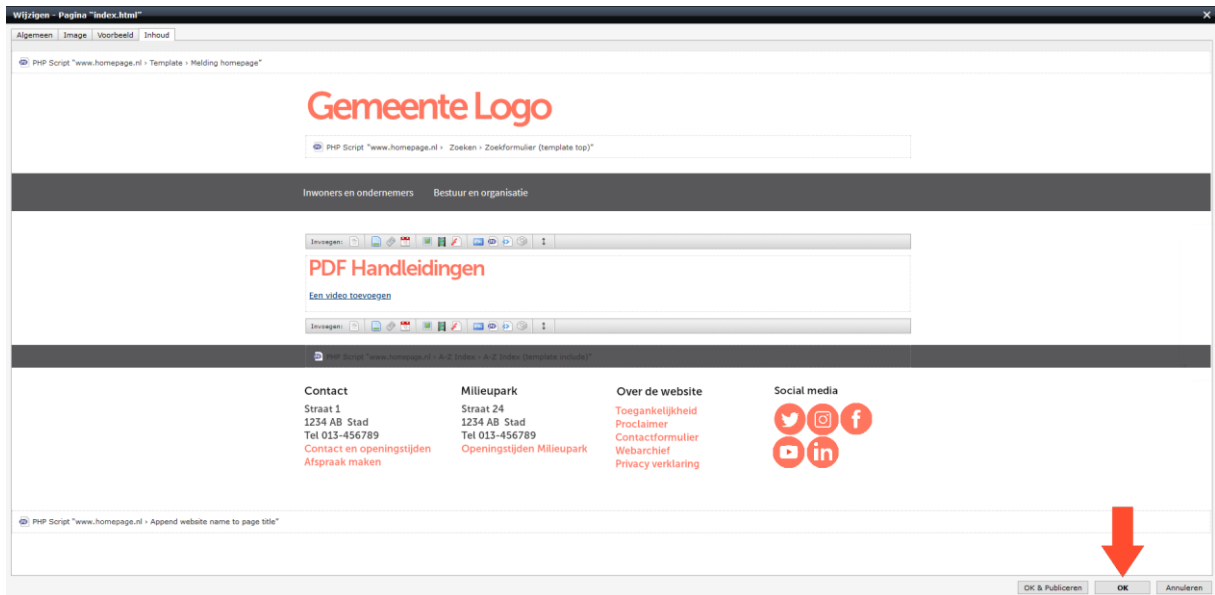 Wijzigen - Pagina "index.html"
Algemeen Image Voorbeeld Inhoud
PHP Script "www.homepage.nl › Template › Melding homepage"
Gemeente Logo
PHP Script "www.homepage.nl › Zoeken › Zoekformulier (template top)"
Inwoners en ondernemers Bestuur en organisatie
Invoegen:
PDF Handleidingen
Een video toevoegen
Invoegen:
PHP Script "www.homepage.nl › A-Z Index › A-Z Index (template include)"
Contact
Straat 1
1234 AB Stad
Tel 013-456789
Contact en openingstijden
Afspraak maken
Milieupark
Straat 24
1234 AB Stad
Tel 013-456789
Openingstijden Milieupark
Over de website
Toegankelijkheid
Proclaimer
Contactformulier
Webarchief
Privacy verklaring
Social media
PHP Script "www.homepage.nl › Append website name to page title"
OK & Publiceren OK Annuleren